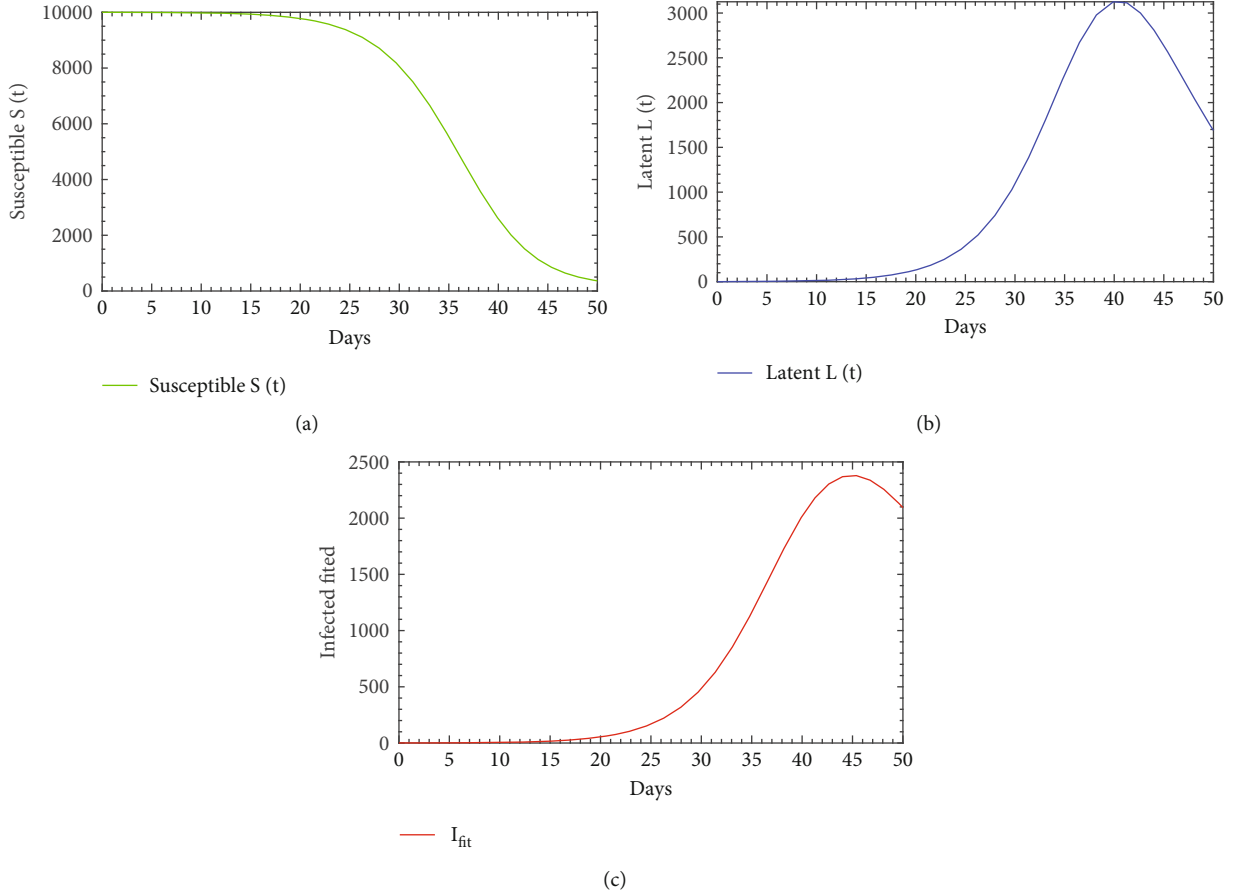 Susceptible S (t)
10000
8000
6000
4000
2000
0
0 5 10 15 20 25 30 35 40 45 50
Days
Susceptible S (t)
(a)
Latent L (t)
3000
2500
2000
1500
1000
500
0
0 5 10 15 20 25 30 35 40 45 50
Days
Latent L (t)
(b)
Infected fited
2500
2000
1500
1000
500
0
0 5 10 15 20 25 30 35 40 45 50
Days
I_fit
(c)